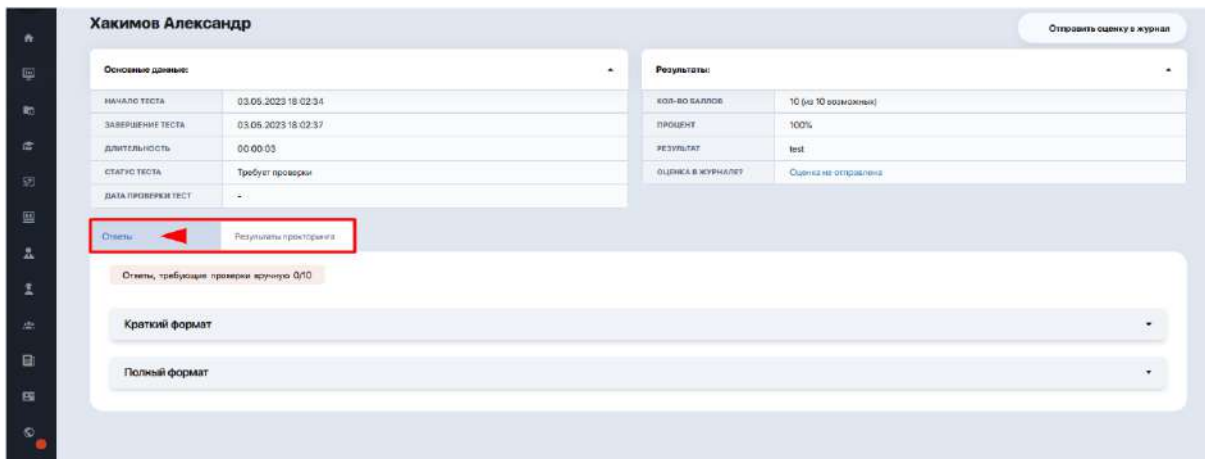 Хакимов Александр
Отправить оценку в журнал
Основные данные:
НАЧАЛО ТЕСТА 03.05.2023 18:02:34
ЗАВЕРШЕНИЕ ТЕСТА 03.05.2023 18:02:37
ДЛИТЕЛЬНОСТЬ 00:00:03
СТАТУС ТЕСТА Требует проверки
ДАТА ПРОВЕРКИ ТЕСТ -
Результаты:
КОЛ-ВО БАЛЛОВ 10 (из 10 возможных)
ПРОЦЕНТ 100%
РЕЗУЛЬТАТ test
ОЦЕНКА В ЖУРНАЛЕ? Оценка не отправлена
Ответы Результаты прокторинга
Ответы, требующие проверки вручную 0/10
Краткий формат
Полный формат